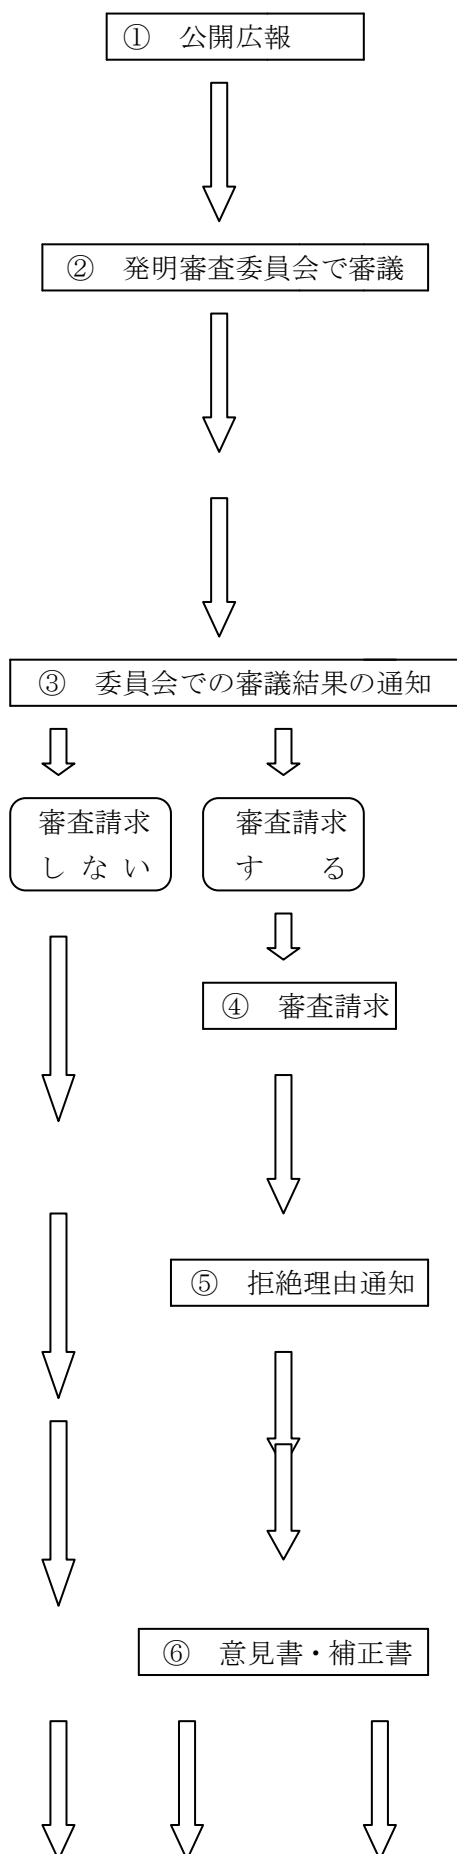 ① 公開広報
② 発明審査委員会で審議
③ 委員会での審議結果の通知
審査請求
しない
審査請求
する
④ 審査請求
⑤ 拒絶理由通知
⑥ 意見書・補正書